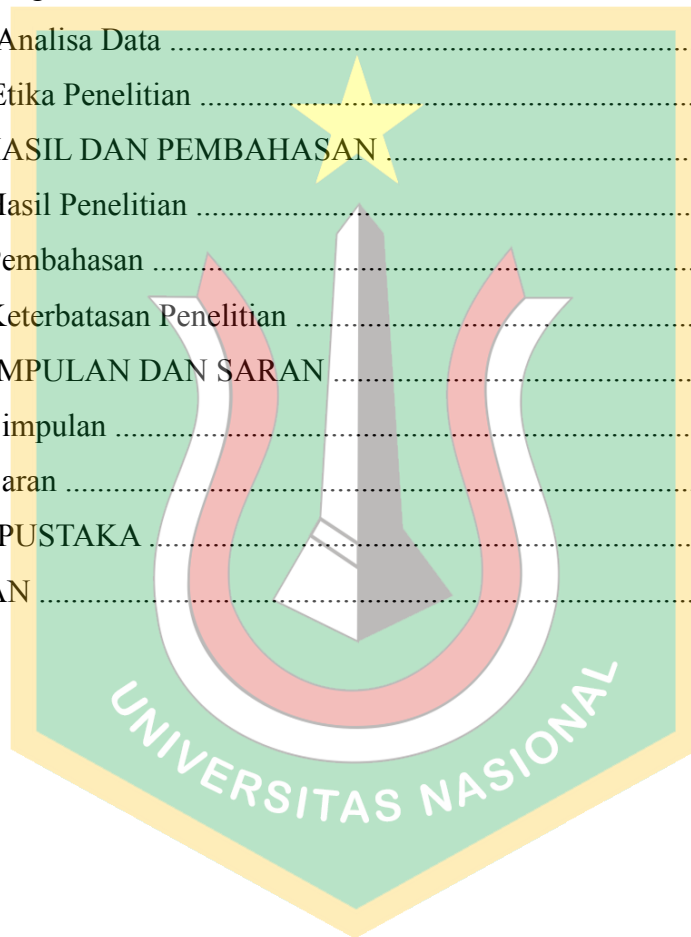 Analisa Data ........................................................................
Etika Penelitian ....................................................................
ASIL DAN PEMBAHASAN ........................................
Hasil Penelitian ....................................................................
Pembahasan .........................................................................
Keterbatasan Penelitian .......................................................
MPULAN DAN SARAN .................................................
impulan ................................................................................
aran .......................................................................................
PUSTAKA ...........................................................................
AN ............................................................................................
UNIVERSITAS NASIONAL